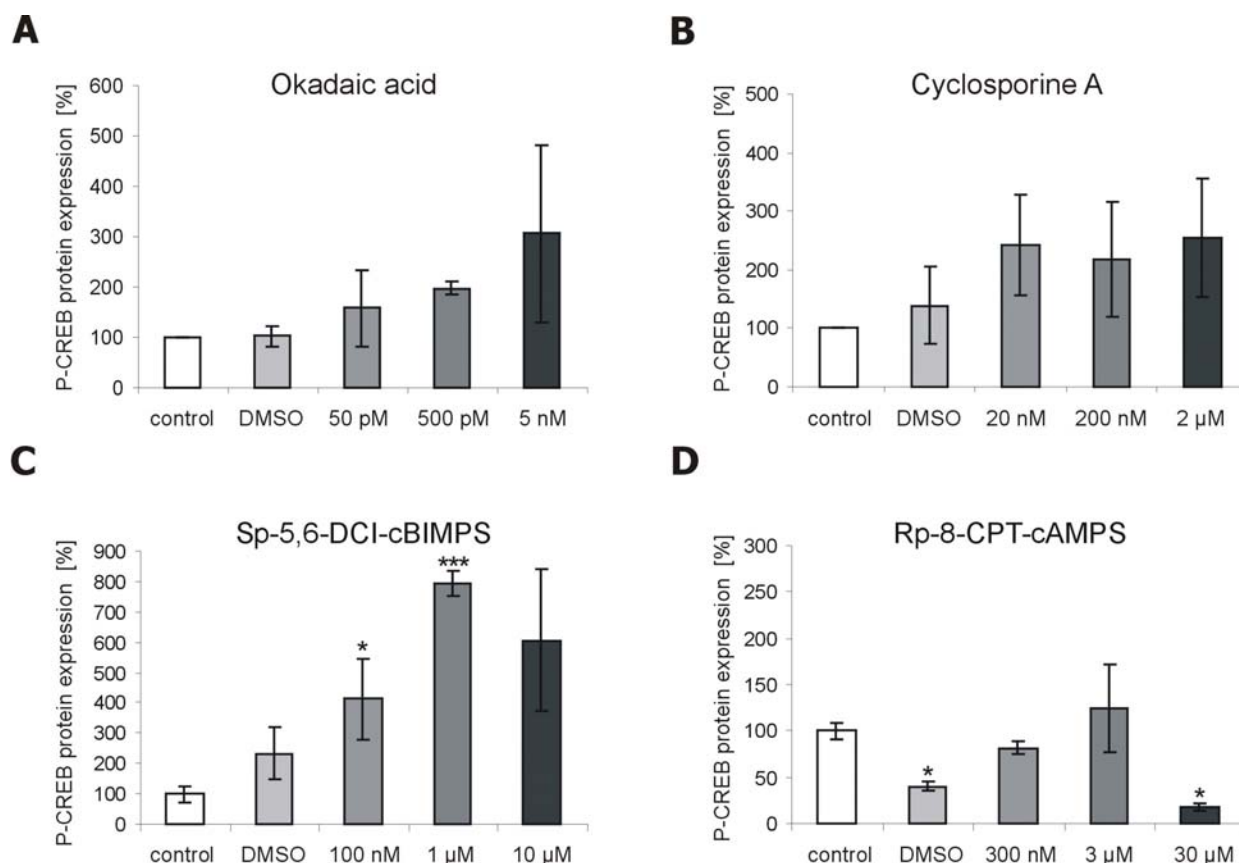 A
Okadaic acid
P-CREB protein expression [%]
600
500
400
300
200
100
0
control DMSO 50 pM 500 pM 5 nM
B
Cyclosporine A
P-CREB protein expression [%]
500
400
300
200
100
0
control DMSO 20 nM 200 nM 2 µM
C
Sp-5,6-DCI-cBIMPS
P-CREB protein expression [%]
900
800
700
600
500
400
300
200
100
0
*
***
control DMSO 100 nM 1 µM 10 µM
D
Rp-8-CPT-cAMPS
P-CREB protein expression [%]
300
250
200
150
100
50
0
*
*
control DMSO 300 nM 3 µM 30 µM